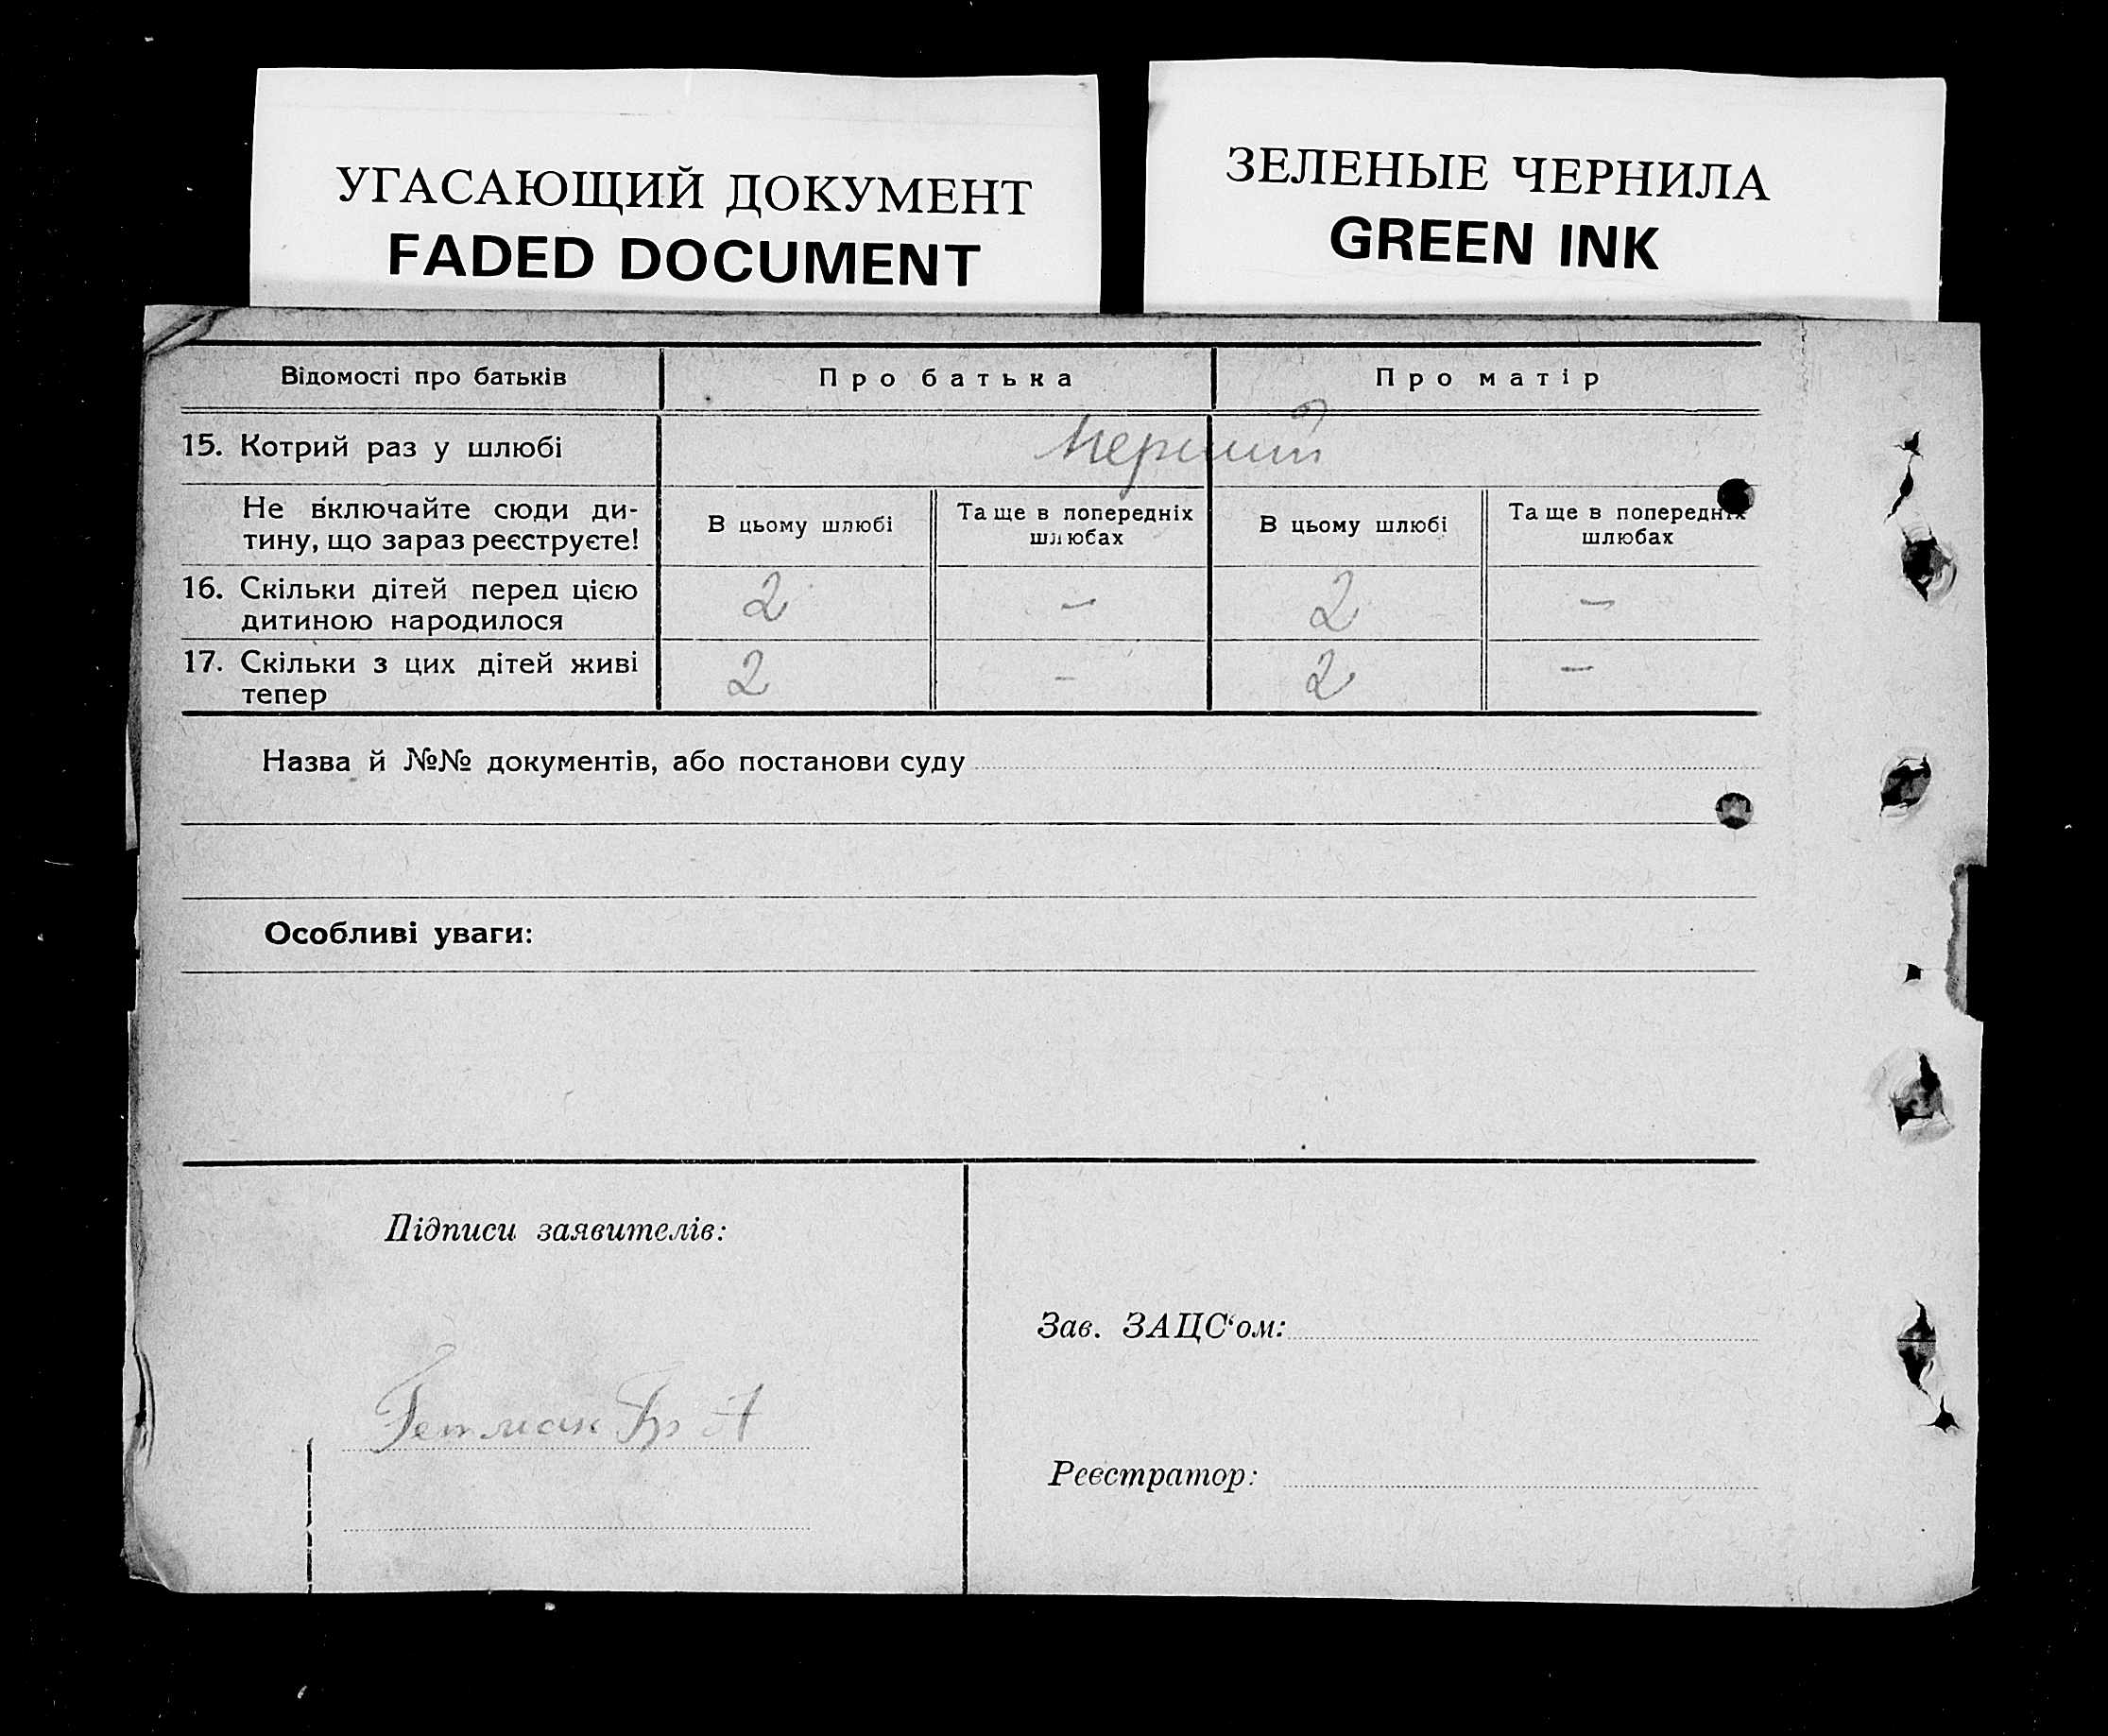 УГАСАЮЩИЙ ДОКУМЕНТ
FADED DOCUMENT
ЗЕЛЕНЫЕ ЧЕРНИЛА
GREEN INK
Відомості про батьків Про батька Про матір
15. Котрий раз у шлюбі Перший
Не включайте сюди ди-
тину, що зараз реєструєте!
В цьому шлюбі
Та ще в попередніх
шлюбах
В цьому шлюбі
Та ще в попередніх
шлюбах
16. Скільки дітей перед цією
дитиною народилося
2 – 2 –
17. Скільки з цих дітей живі
тепер
2 – 2 –
Назва й №№ документів, або постанови суду
Особливі уваги:
Підписи заявителів:
Гетман Гр А
Зав. ЗАЦС‘ом:
Реєстратор: